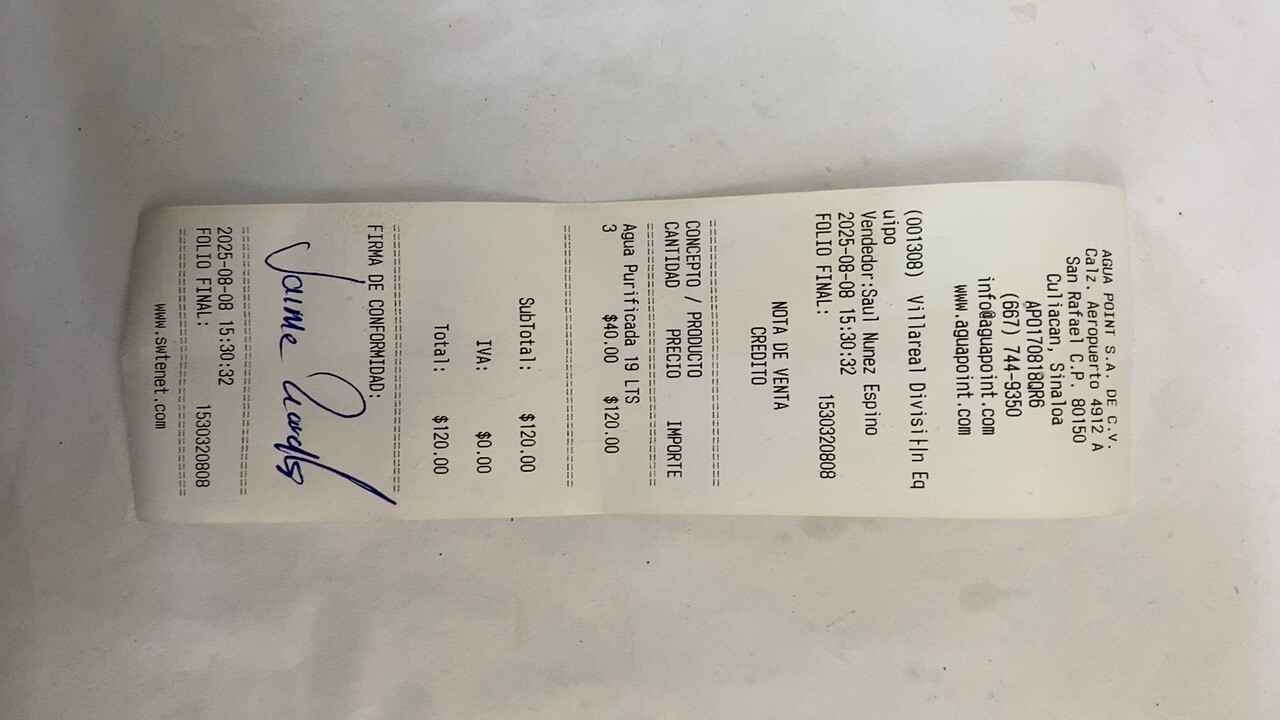 AGUA POINT S.A. DE C.V.
Calz. Aeropuerto 4912 A
San Rafael C.P. 80150
Culiacan, Sinaloa
APO170818QR6
(667) 744-9350
info@aguapoint.com
www.aguapoint.com
(001308) Villareal Divisi├n Eq
uipo
Vendedor:Saul Nunez Espino
2025-08-08 15:30:32
FOLIO FINAL: 1530320808
NOTA DE VENTA
CREDITO
================================
CONCEPTO / PRODUCTO
CANTIDAD PRECIO IMPORTE
================================
Agua Purificada 19 LTS
3 $40.00 $120.00
================================
SubTotal: $120.00
IVA: $0.00
Total: $120.00
================================
FIRMA DE CONFORMIDAD:
Jaime
================================
2025-08-08 15:30:32
FOLIO FINAL: 1530320808
================================
www.swtenet.com